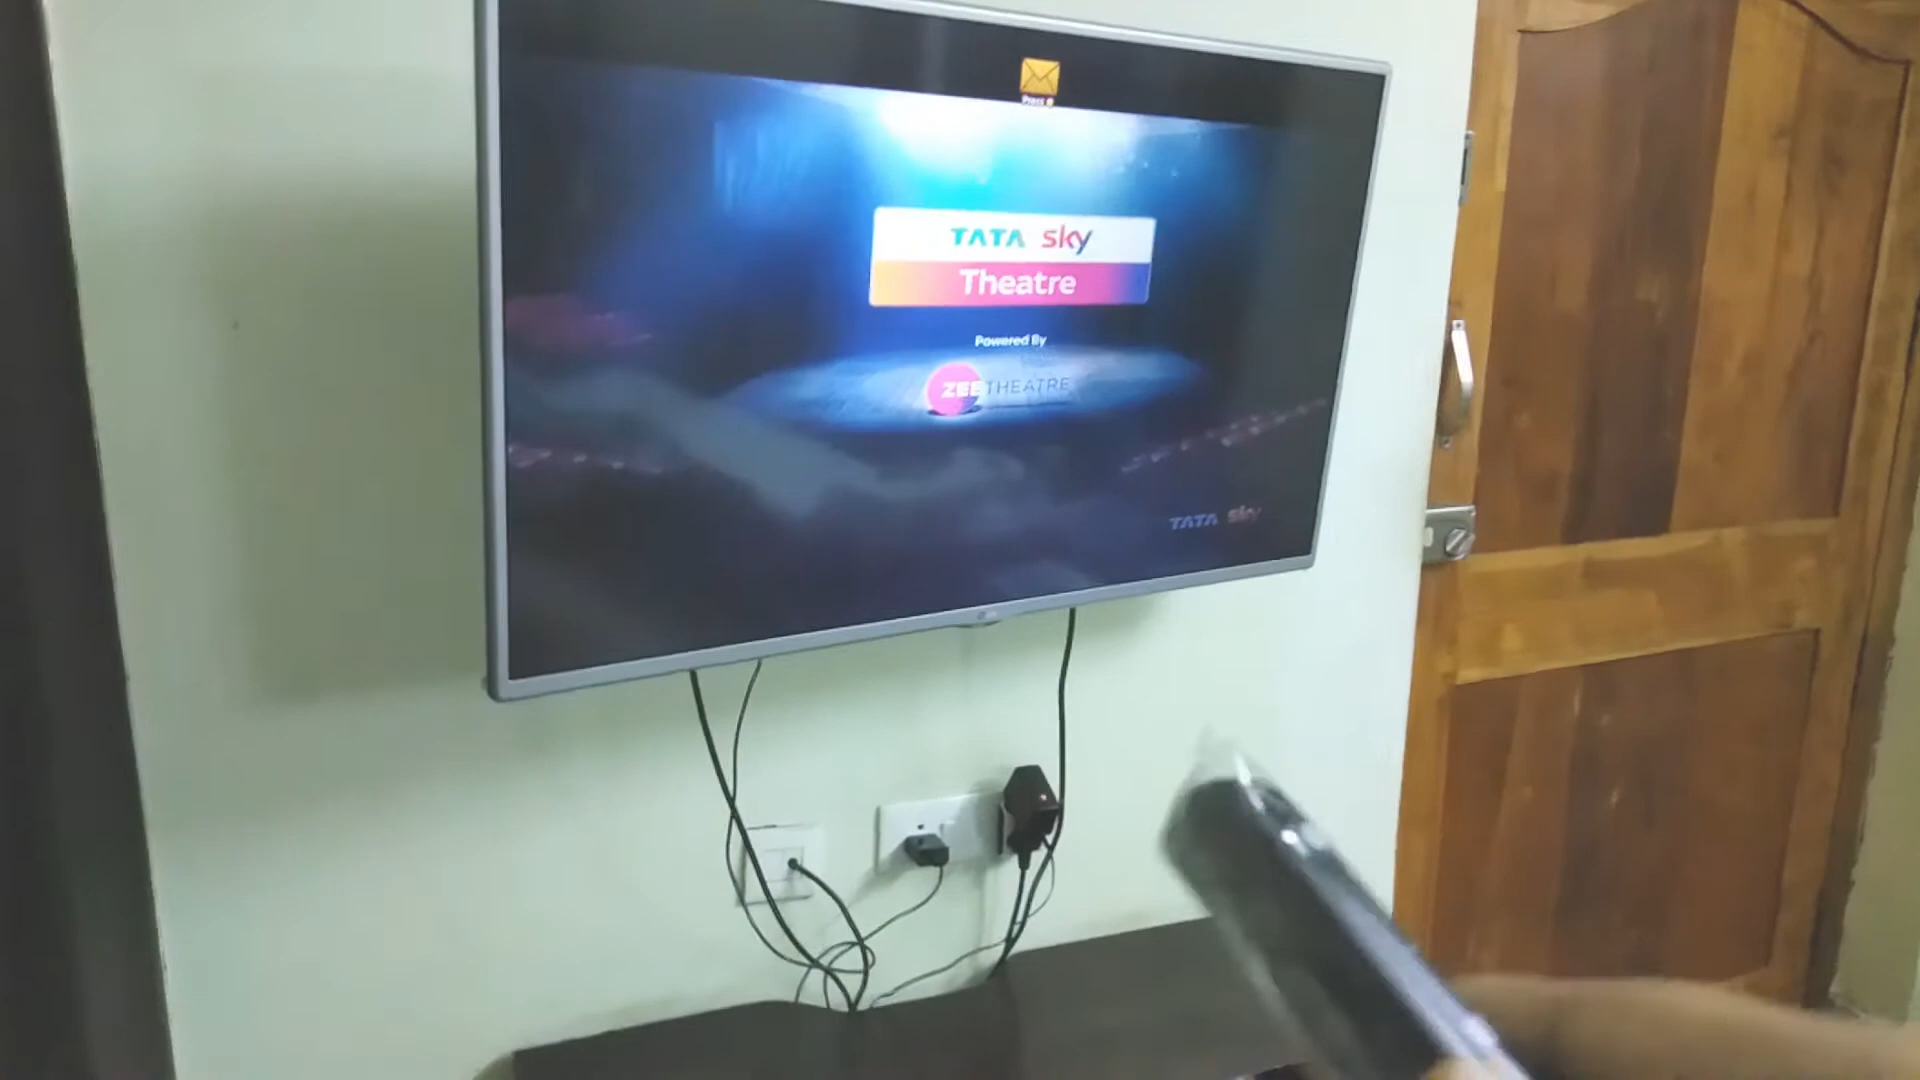 Press
TATA sky
Theatre
Powered By
ZEE THEATRE
TATA sky